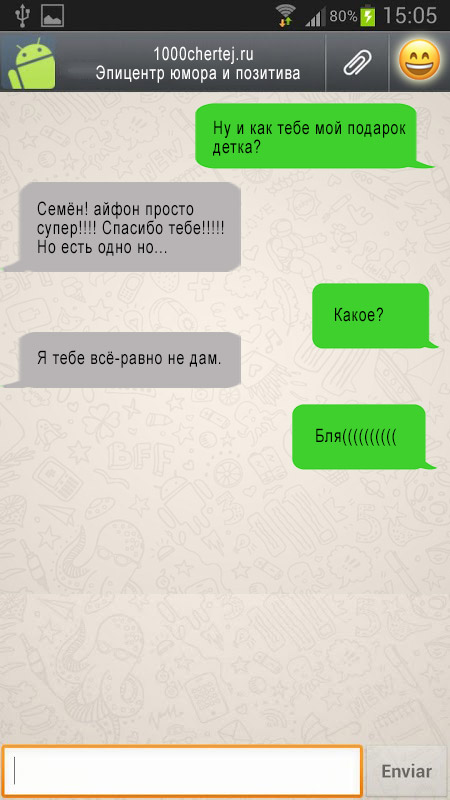 80% 15:05
1000chertej.ru
Эпицентр юмора и позитива
Ну и как тебе мой подарок
детка?
Семён! айфон просто
супер!!!! Спасибо тебе!!!!!
Но есть одно но...
Какое?
Я тебе всё-равно не дам.
Бля((((((((((
BFF
Enviar